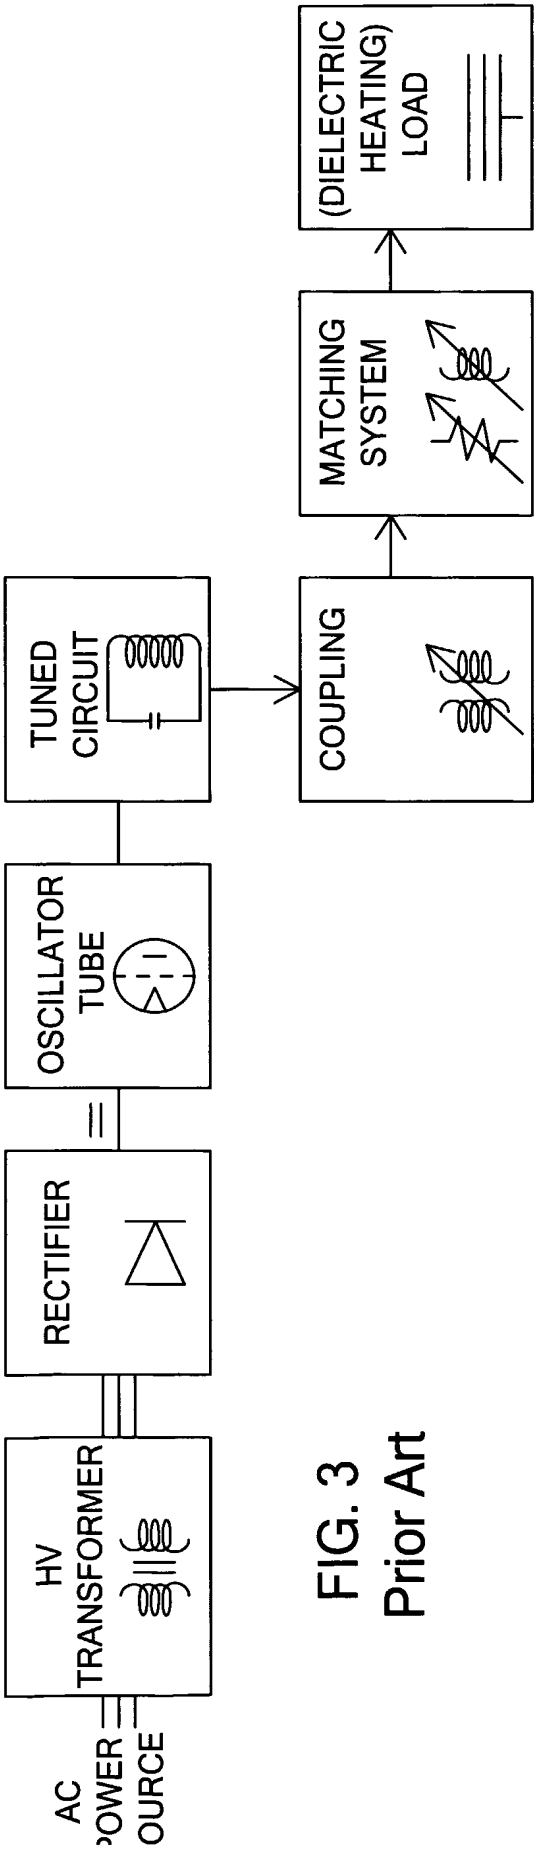 AC
POWER
OURCE
HV
TRANSFORMER
RECTIFIER
OSCILLATOR
TUBE
TUNED
CIRCUIT
COUPLING
MATCHING
SYSTEM
(DIELECTRIC
HEATING)
LOAD
FIG. 3
Prior Art